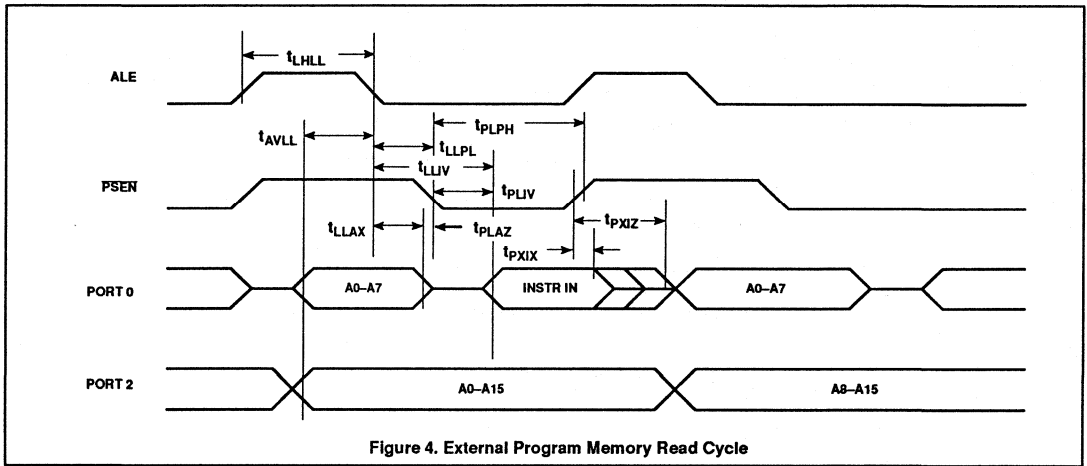 tLHLL
ALE
tPLPH
tAVLL
tLLPL
tLLIV
PSEN
tPLIV
tLLAX
tPLAZ
tPXIZ
tPXIX
PORT 0
A0–A7
INSTR IN
A0–A7
PORT 2
A0–A15
A8–A15
Figure 4. External Program Memory Read Cycle